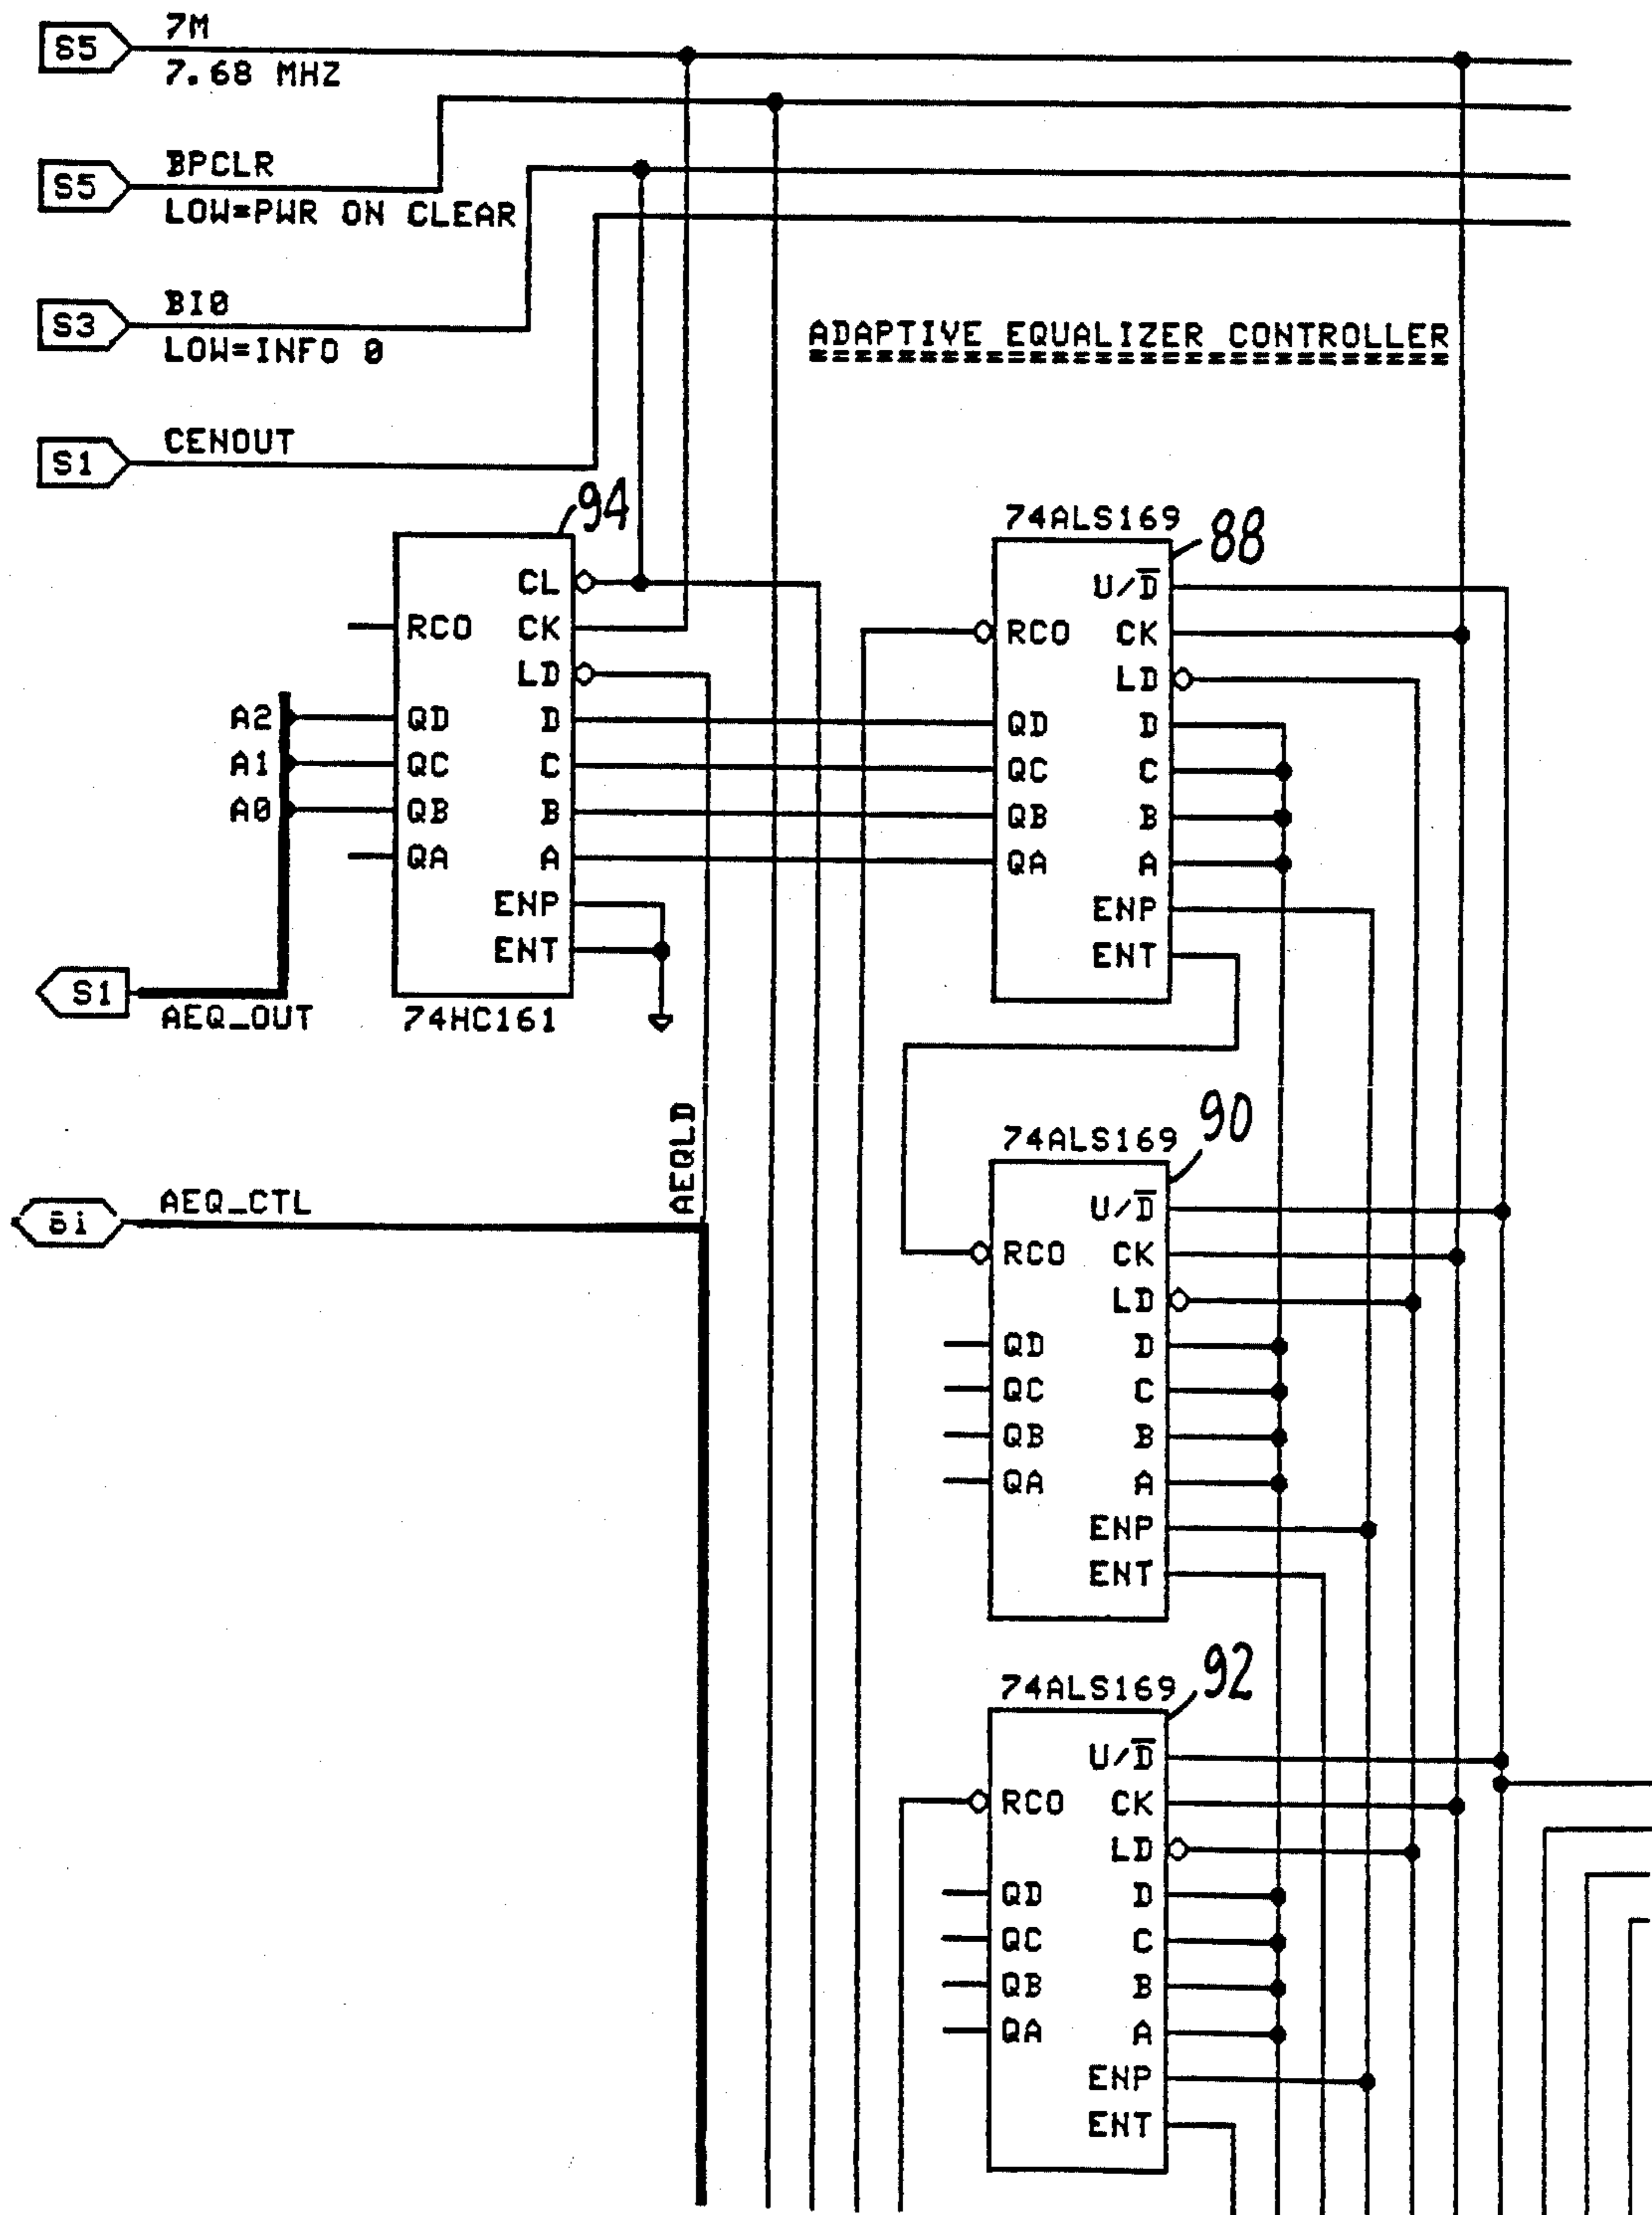 S5
7M
7.68 MHZ
S5
BPCLR
LOW=PWR ON CLEAR
S3
BI0
LOW=INFO 0
ADAPTIVE EQUALIZER CONTROLLER
S1
CENOUT
94
CL
RCO CK
LD
A2 QD D
A1 QC C
A0 QB B
QA A
ENP
ENT
S1
AEQ_OUT
74HC161
74ALS169
88
U/D̅
RCO CK
LD
QD D
QC C
QB B
QA A
ENP
ENT
AEQLD
AEQ_CTL
74ALS169
90
U/D̅
RCO CK
LD
QD D
QC C
QB B
QA A
ENP
ENT
74ALS169
92
U/D̅
RCO CK
LD
QD D
QC C
QB B
QA A
ENP
ENT